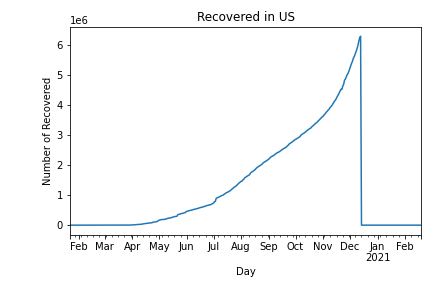 Recovered in US
1e6
6
5
4
3
2
1
0
Number of Recovered
Feb Mar Apr May Jun Jul Aug Sep Oct Nov Dec Jan Feb
2021
Day